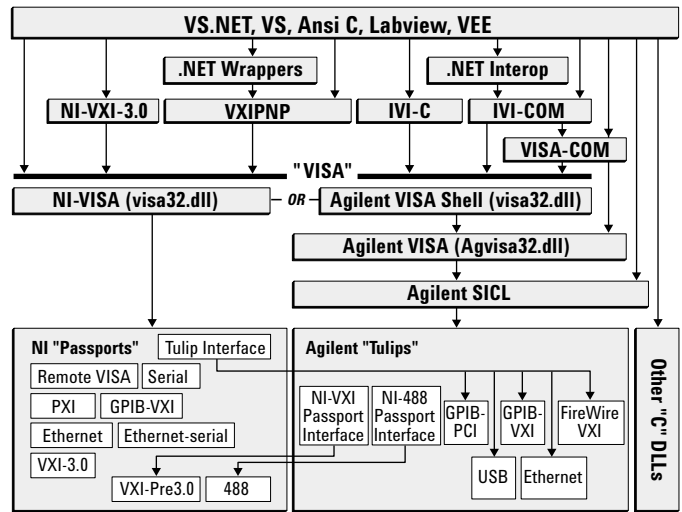 VS.NET, VS, Ansi C, Labview, VEE
.NET Wrappers
.NET Interop
NI-VXI-3.0
VXIPNP
IVI-C
IVI-COM
VISA-COM
"VISA"
NI-VISA (visa32.dll)
OR
Agilent VISA Shell (visa32.dll)
Agilent VISA (Agvisa32.dll)
Agilent SICL
NI "Passports"
Tulip Interface
Remote VISA
Serial
PXI
GPIB-VXI
Ethernet
Ethernet-serial
VXI-3.0
VXI-Pre3.0
488
Agilent "Tulips"
NI-VXI
Passport
Interface
NI-488
Passport
Interface
GPIB-
PCI
GPIB-
VXI
FireWire
VXI
USB
Ethernet
Other "C" DLLs